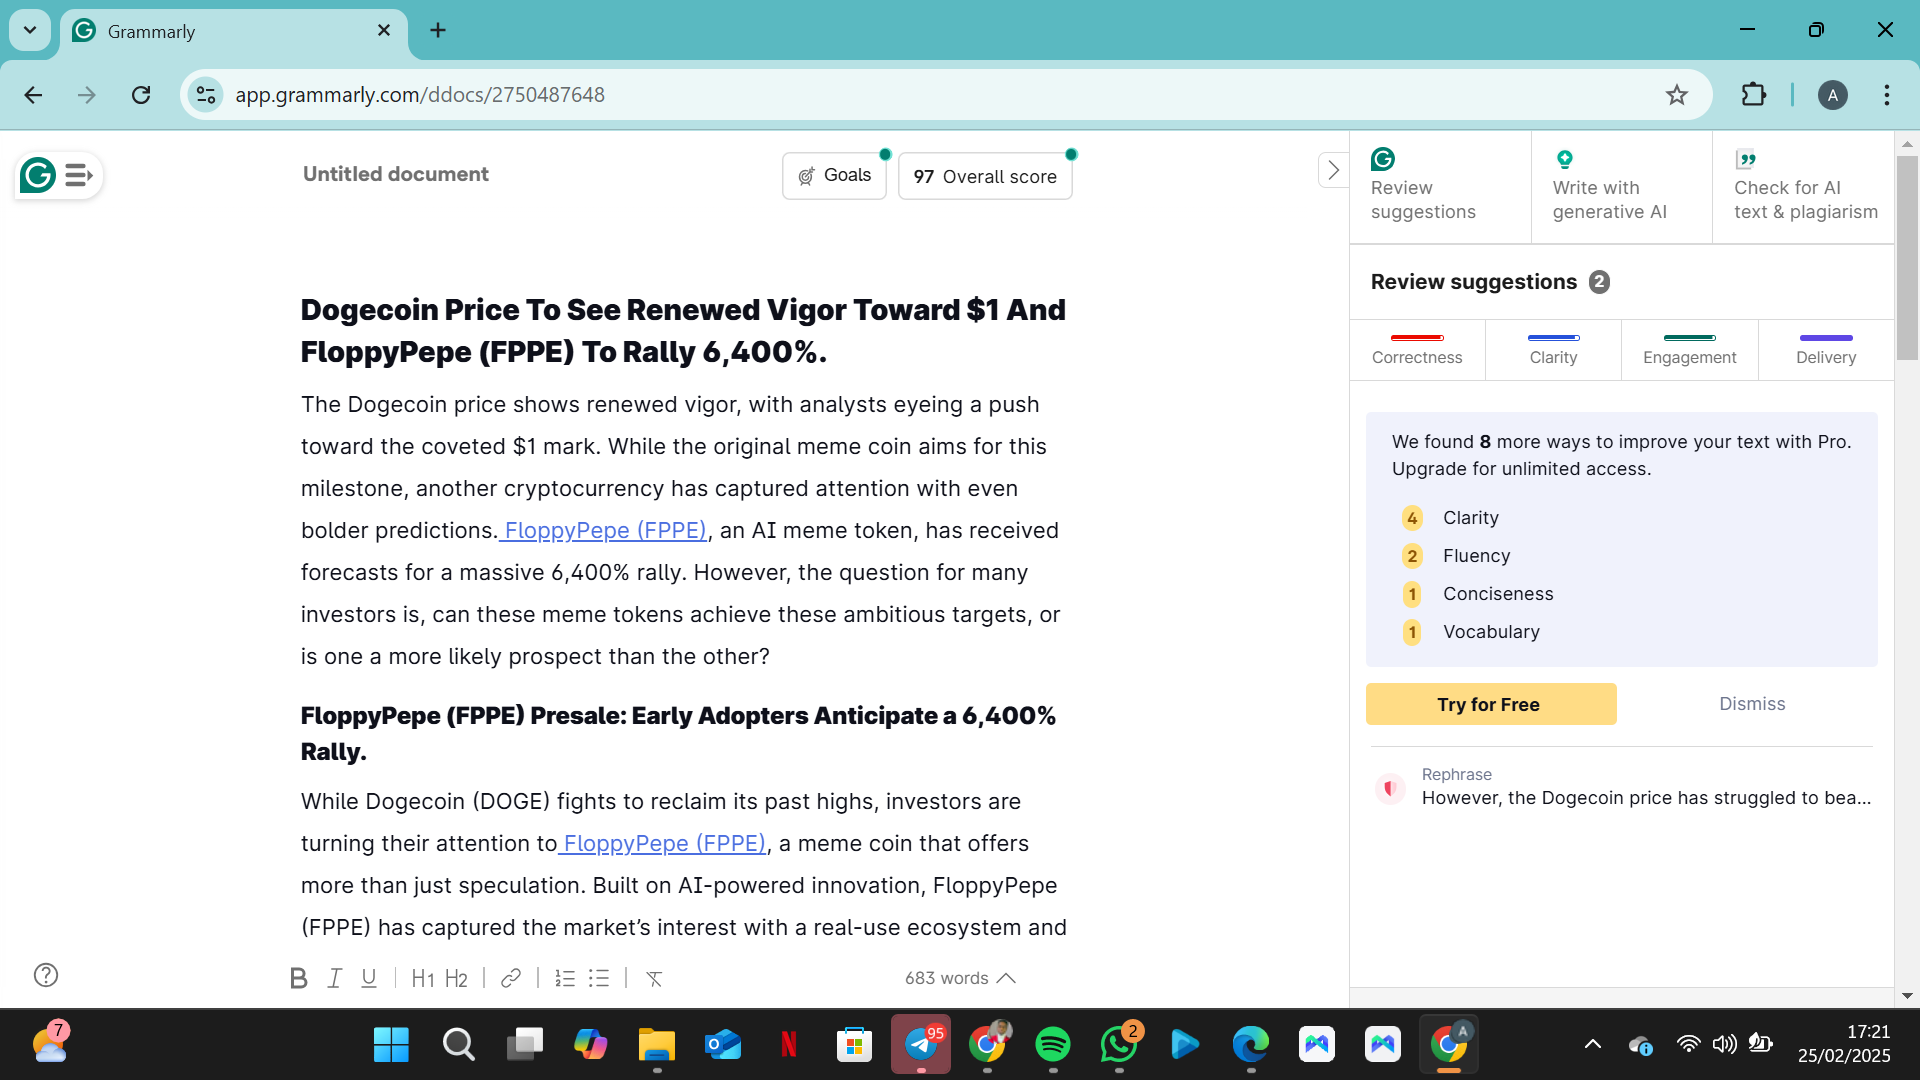 Grammarly
app.grammarly.com/ddocs/2750487648
A
Untitled document
Goals
97 Overall score
Review suggestions
Write with generative AI
Check for AI text & plagiarism
Dogecoin Price To See Renewed Vigor Toward $1 And
FloppyPepe (FPPE) To Rally 6,400%.
The Dogecoin price shows renewed vigor, with analysts eyeing a push
toward the coveted $1 mark. While the original meme coin aims for this
milestone, another cryptocurrency has captured attention with even
bolder predictions. FloppyPepe (FPPE), an AI meme token, has received
forecasts for a massive 6,400% rally. However, the question for many
investors is, can these meme tokens achieve these ambitious targets, or
is one a more likely prospect than the other?
FloppyPepe (FPPE) Presale: Early Adopters Anticipate a 6,400%
Rally.
While Dogecoin (DOGE) fights to reclaim its past highs, investors are
turning their attention to FloppyPepe (FPPE), a meme coin that offers
more than just speculation. Built on AI-powered innovation, FloppyPepe
(FPPE) has captured the market’s interest with a real-use ecosystem and
B I U H1 H2
683 words
Review suggestions 2
Correctness
Clarity
Engagement
Delivery
We found 8 more ways to improve your text with Pro.
Upgrade for unlimited access.
4 Clarity
2 Fluency
1 Conciseness
1 Vocabulary
Try for Free
Dismiss
Rephrase
However, the Dogecoin price has struggled to bea...
7
95
2
A
17:21
25/02/2025